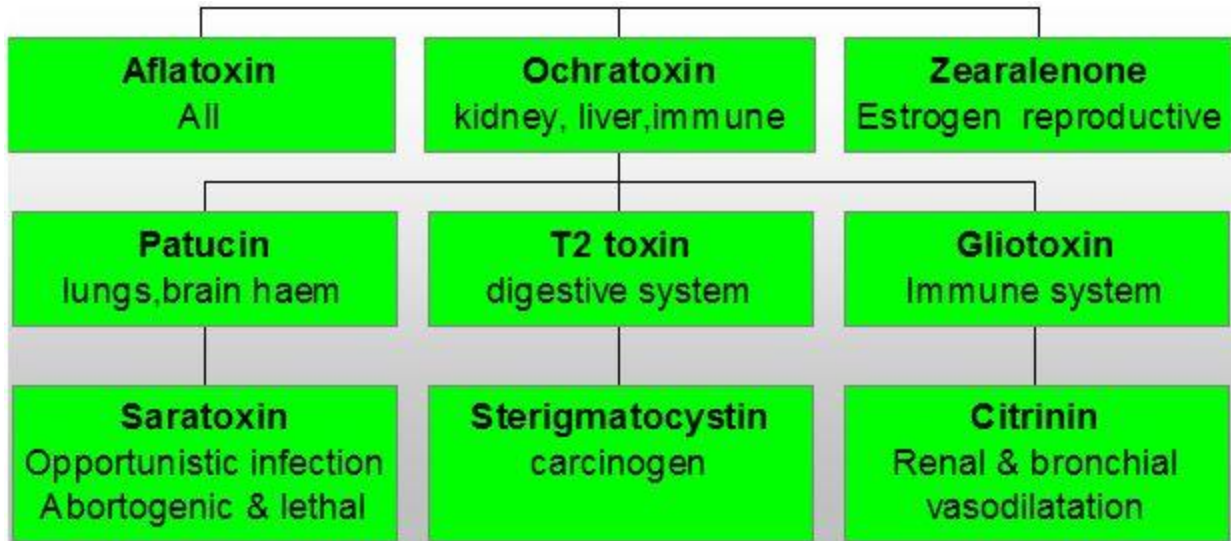 Aflatoxin
All
Ochratoxin
kidney, liver,immune
Zearalenone
Estrogen reproductive
Patucin
lungs,brain haem
T2 toxin
digestive system
Gliotoxin
Immune system
Saratoxin
Opportunistic infection
Abortogenic & lethal
Sterigmatocystin
carcinogen
Citrinin
Renal & bronchial
vasodilatation